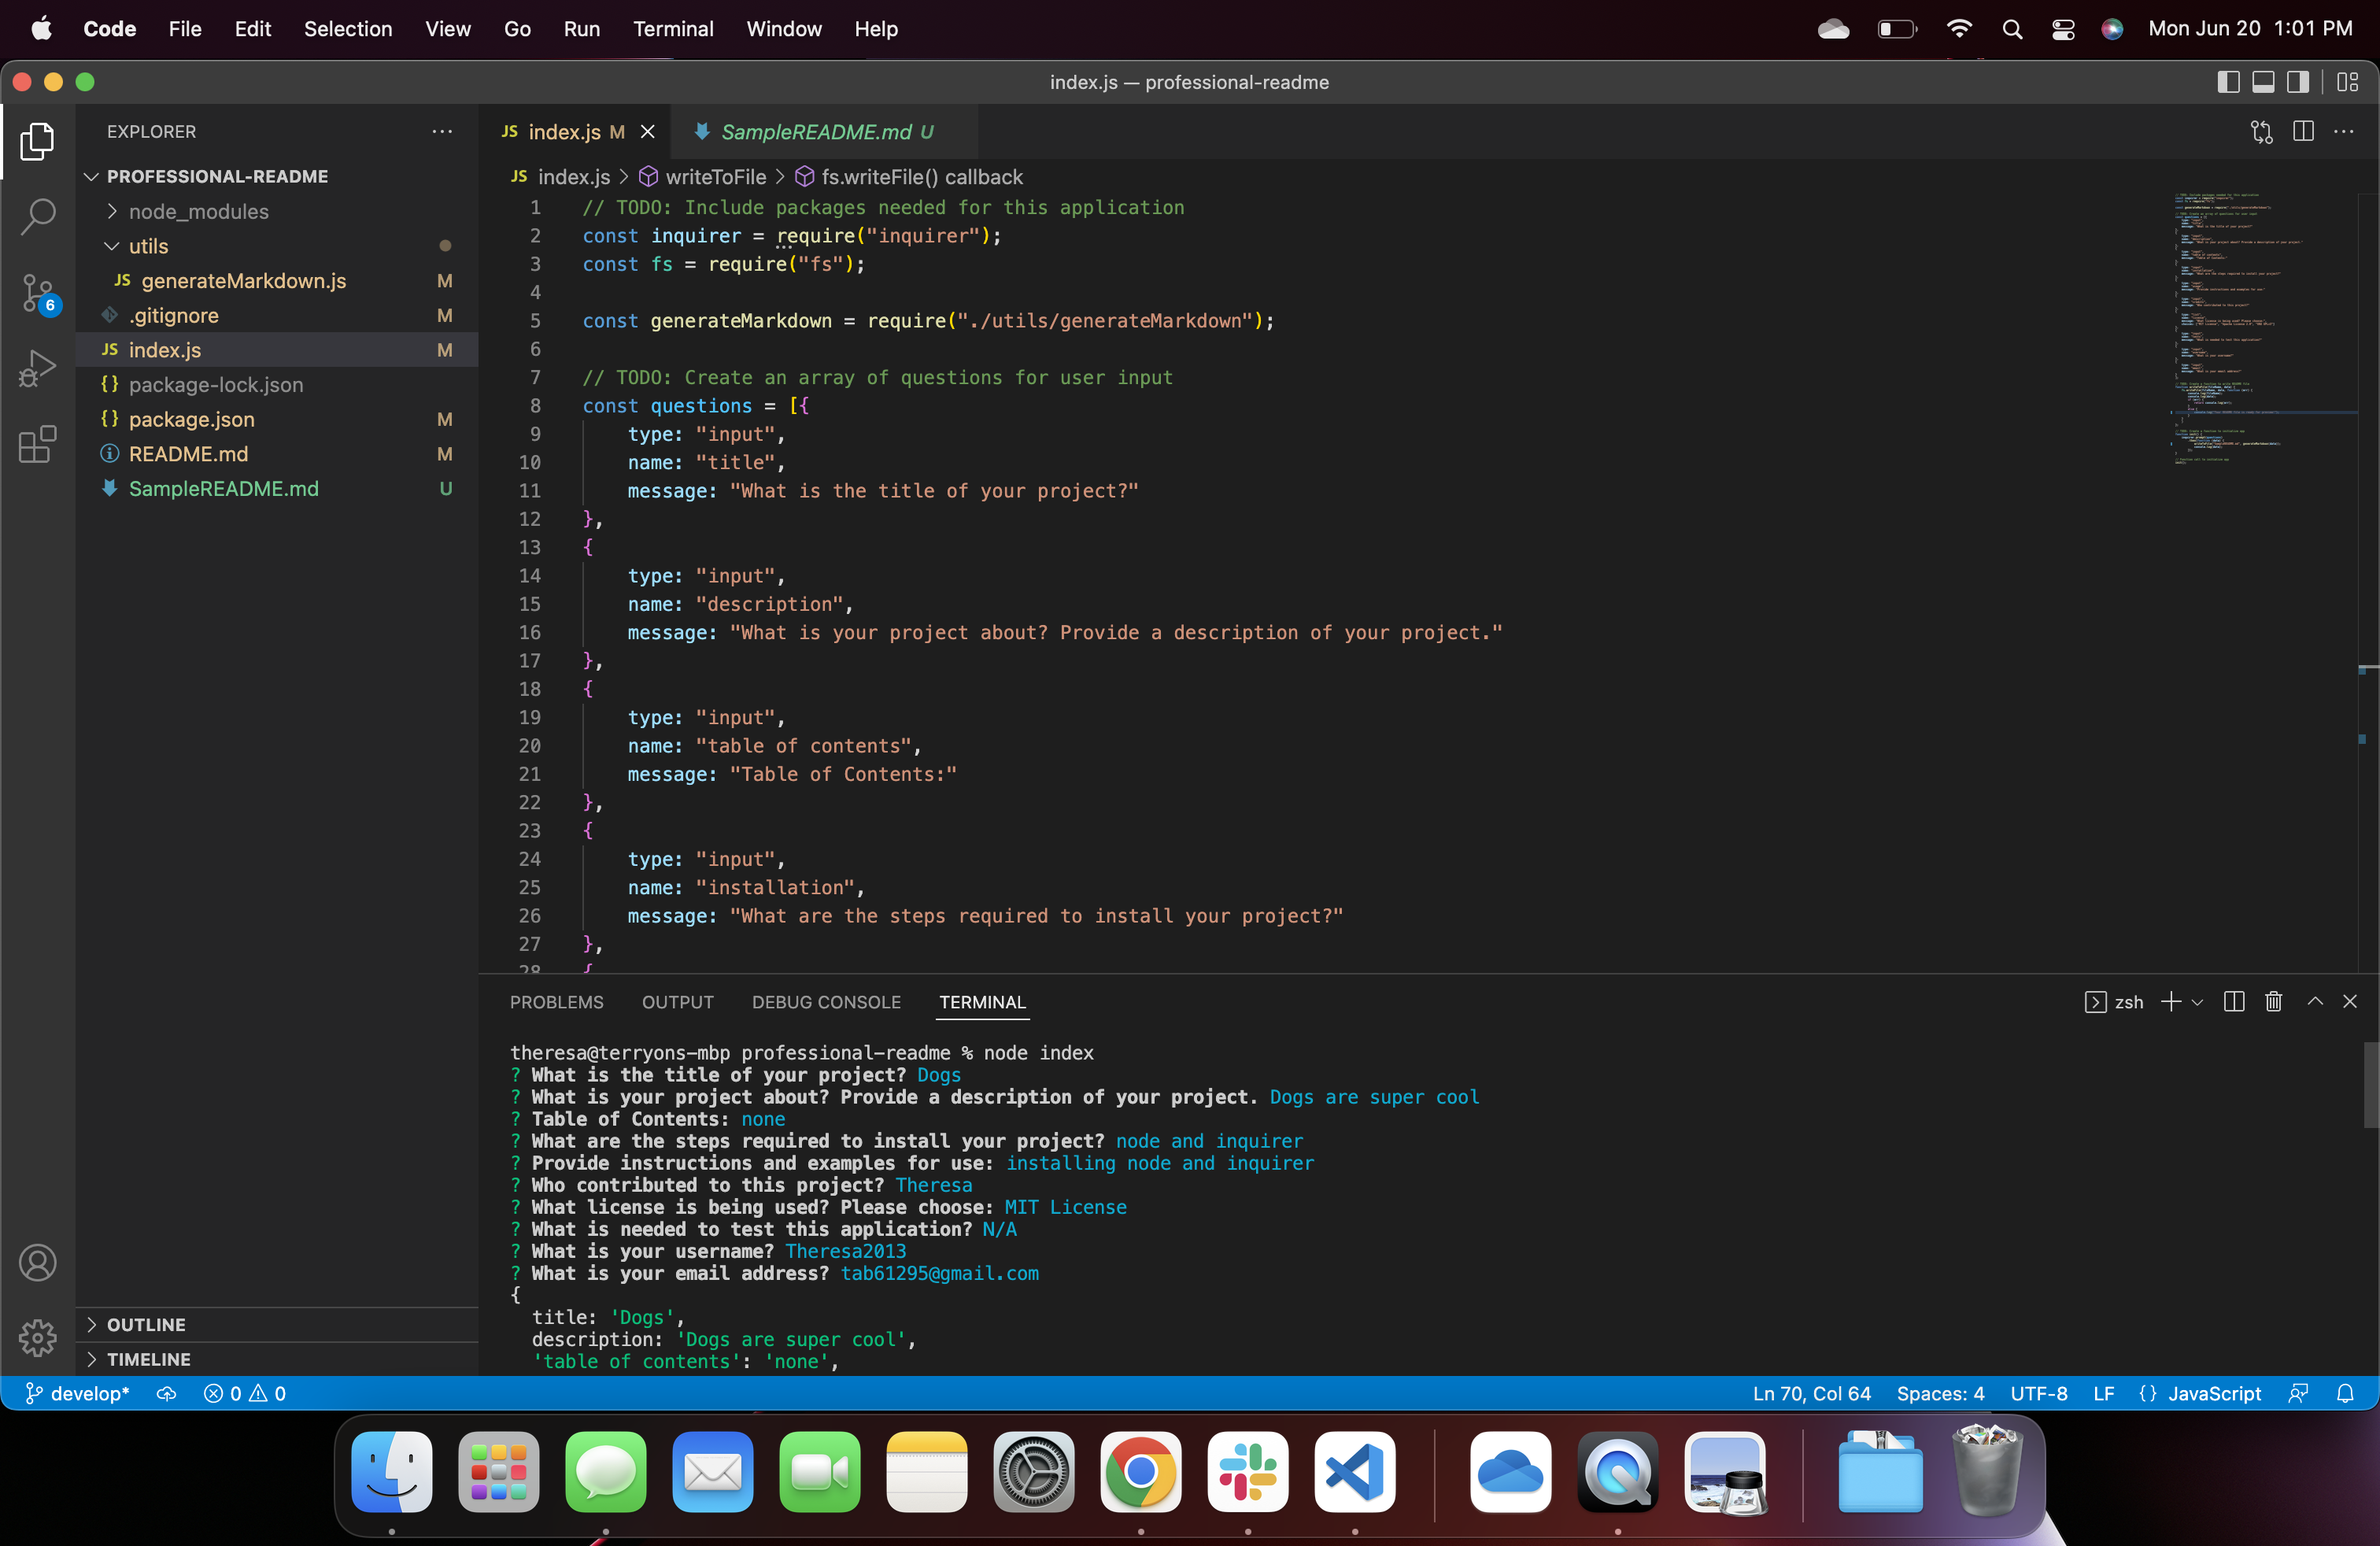 Code File Edit Selection View Go Run Terminal Window Help Mon Jun 20 1:01 PM
index.js — professional-readme
EXPLORER
PROFESSIONAL-README
node_modules
utils
JS generateMarkdown.js M
.gitignore M
JS index.js M
{} package-lock.json
{} package.json M
README.md M
SampleREADME.md U
6
OUTLINE
TIMELINE
JS index.js M SampleREADME.md U
JS index.js > writeToFile > fs.writeFile() callback
1 // TODO: Include packages needed for this application
2 const inquirer = require("inquirer");
3 const fs = require("fs");
4
5 const generateMarkdown = require("./utils/generateMarkdown");
6
7 // TODO: Create an array of questions for user input
8 const questions = [{
9 type: "input",
10 name: "title",
11 message: "What is the title of your project?"
12 },
13 {
14 type: "input",
15 name: "description",
16 message: "What is your project about? Provide a description of your project."
17 },
18 {
19 type: "input",
20 name: "table of contents",
21 message: "Table of Contents:"
22 },
23 {
24 type: "input",
25 name: "installation",
26 message: "What are the steps required to install your project?"
27 },
28 {
PROBLEMS OUTPUT DEBUG CONSOLE TERMINAL zsh
theresa@terryons-mbp professional-readme % node index
? What is the title of your project? Dogs
? What is your project about? Provide a description of your project. Dogs are super cool
? Table of Contents: none
? What are the steps required to install your project? node and inquirer
? Provide instructions and examples for use: installing node and inquirer
? Who contributed to this project? Theresa
? What license is being used? Please choose: MIT License
? What is needed to test this application? N/A
? What is your username? Theresa2013
? What is your email address? tab61295@gmail.com
{
title: 'Dogs',
description: 'Dogs are super cool',
'table of contents': 'none',
develop* 0 0 Ln 70, Col 64 Spaces: 4 UTF-8 LF {} JavaScript